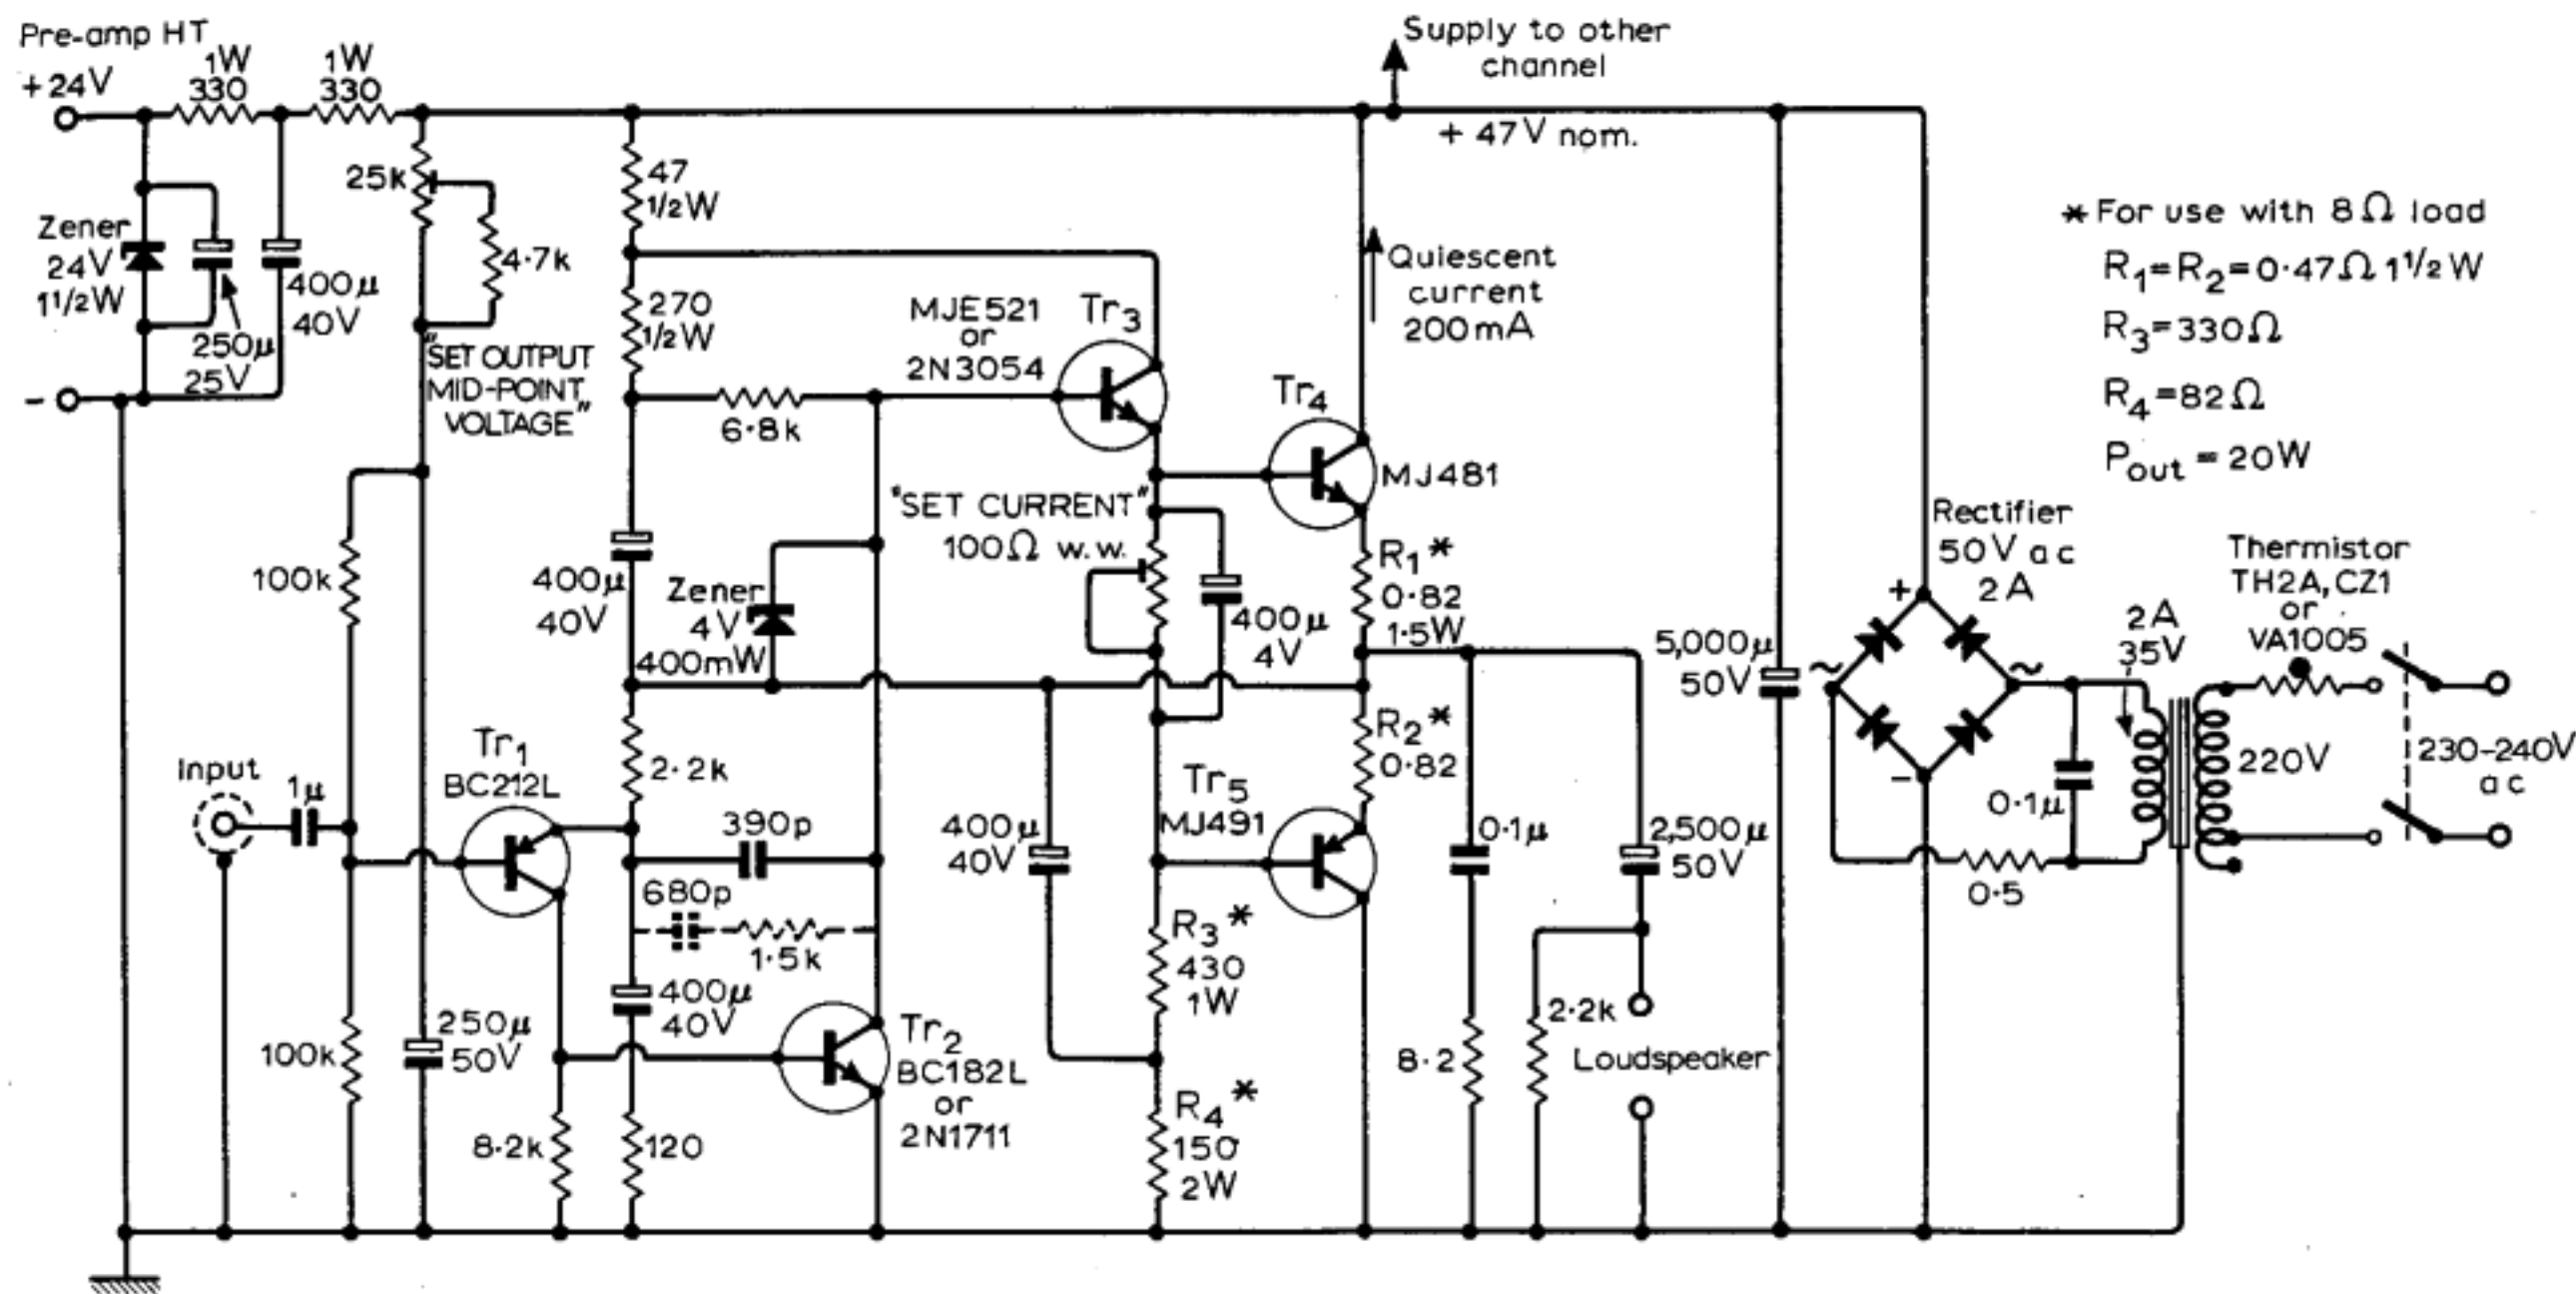 Pre-amp HT
+24V
1W
330
1W
330
Supply to other
channel
+ 47V nom.
25k
47
1/2W
Zener
24V
1 1/2W
400µ
40V
4·7k
250µ
25V
"SET OUTPUT
MID-POINT
VOLTAGE"
270
1/2W
6·8k
MJE521
or
2N3054
Tr3
Quiescent
current
200mA
Tr4
MJ481
* For use with 8Ω load
R1=R2=0·47Ω 1 1/2W
R3=330Ω
R4=82Ω
Pout = 20W
"SET CURRENT"
100Ω w.w.
100k
400µ
40V
Zener
4V
400mW
400µ
4V
R1*
0·82
1.5W
5,000µ
50V
Rectifier
50V a c
2A
+
~
~
−
2A
35V
Thermistor
TH2A, CZ1
or
VA1005
Input
1µ
Tr1
BC212L
2·2k
390p
680p
1·5k
400µ
40V
Tr5
MJ491
R2*
0·82
0·1µ
2,500µ
50V
0·1µ
0·5
220V
230-240V
a c
100k
250µ
50V
400µ
40V
Tr2
BC182L
or
2N1711
R3*
430
1W
8·2k
120
R4*
150
2W
8·2
2·2k
Loudspeaker
-